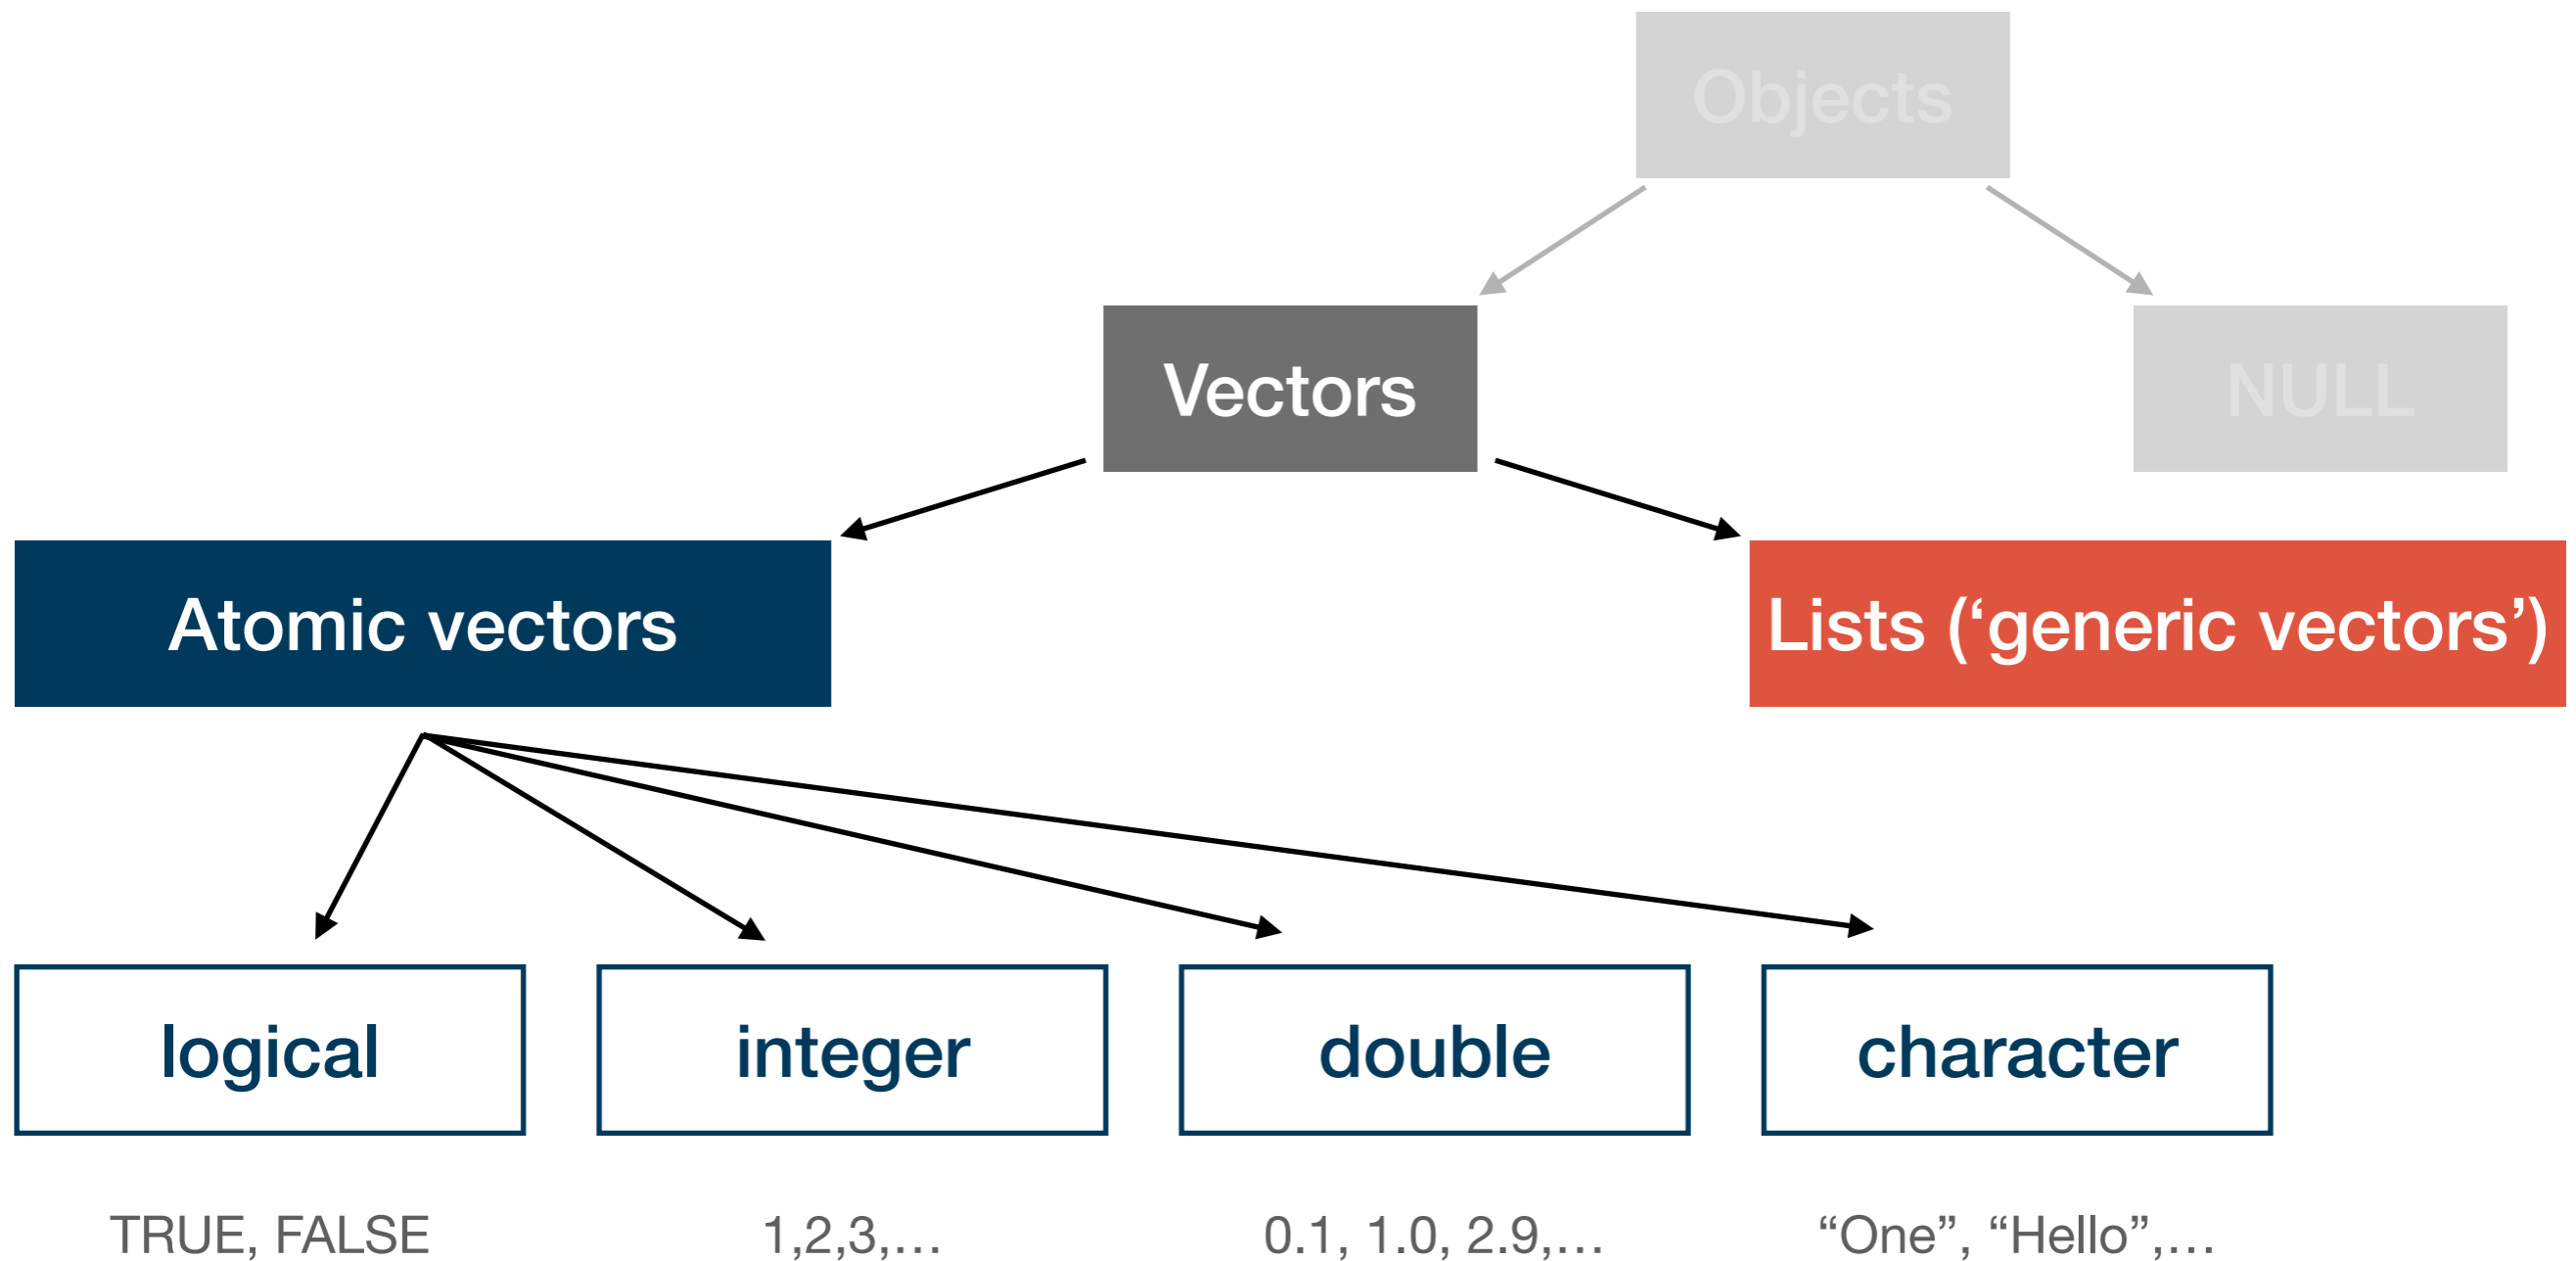 Objects
Vectors
NULL
Atomic vectors
Lists (‘generic vectors’)
logical
integer
double
character
TRUE, FALSE
1,2,3,…
0.1, 1.0, 2.9,…
“One”, “Hello”,…